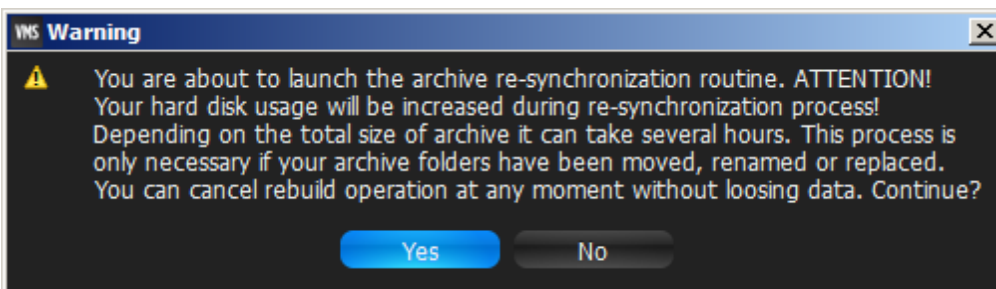 VMS Warning
You are about to launch the archive re-synchronization routine. ATTENTION!
Your hard disk usage will be increased during re-synchronization process!
Depending on the total size of archive it can take several hours. This process is
only necessary if your archive folders have been moved, renamed or replaced.
You can cancel rebuild operation at any moment without loosing data. Continue?
Yes No